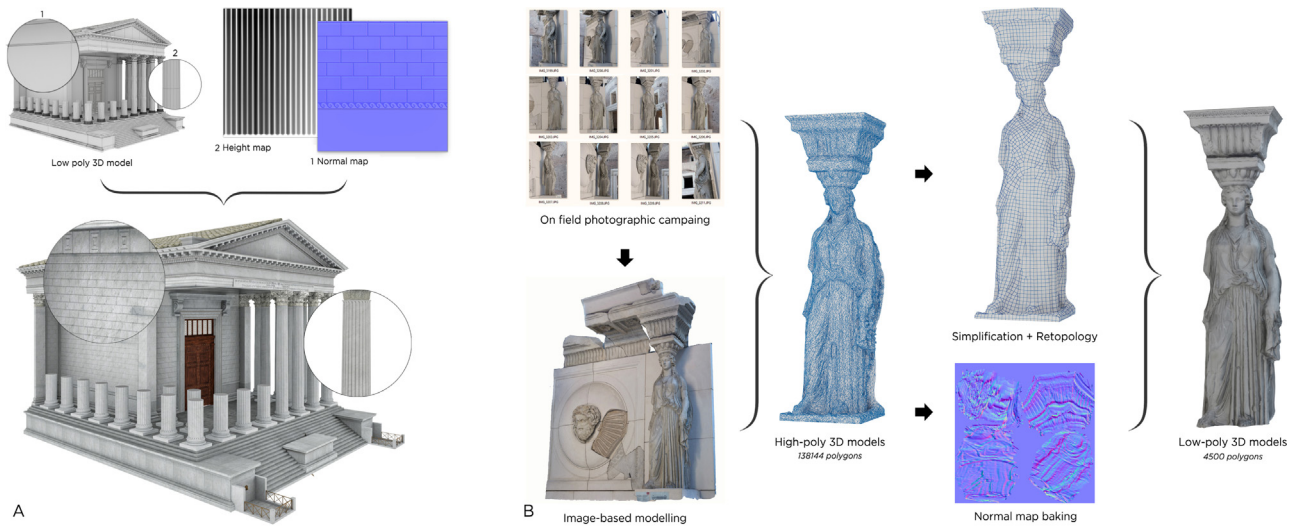 1
2
Low poly 3D model
2 Height map
1 Normal map
A
On field photographic campaing
Image-based modelling
B
High-poly 3D models
138144 polygons
Simplification + Retopology
Normal map baking
Low-poly 3D models
4500 polygons